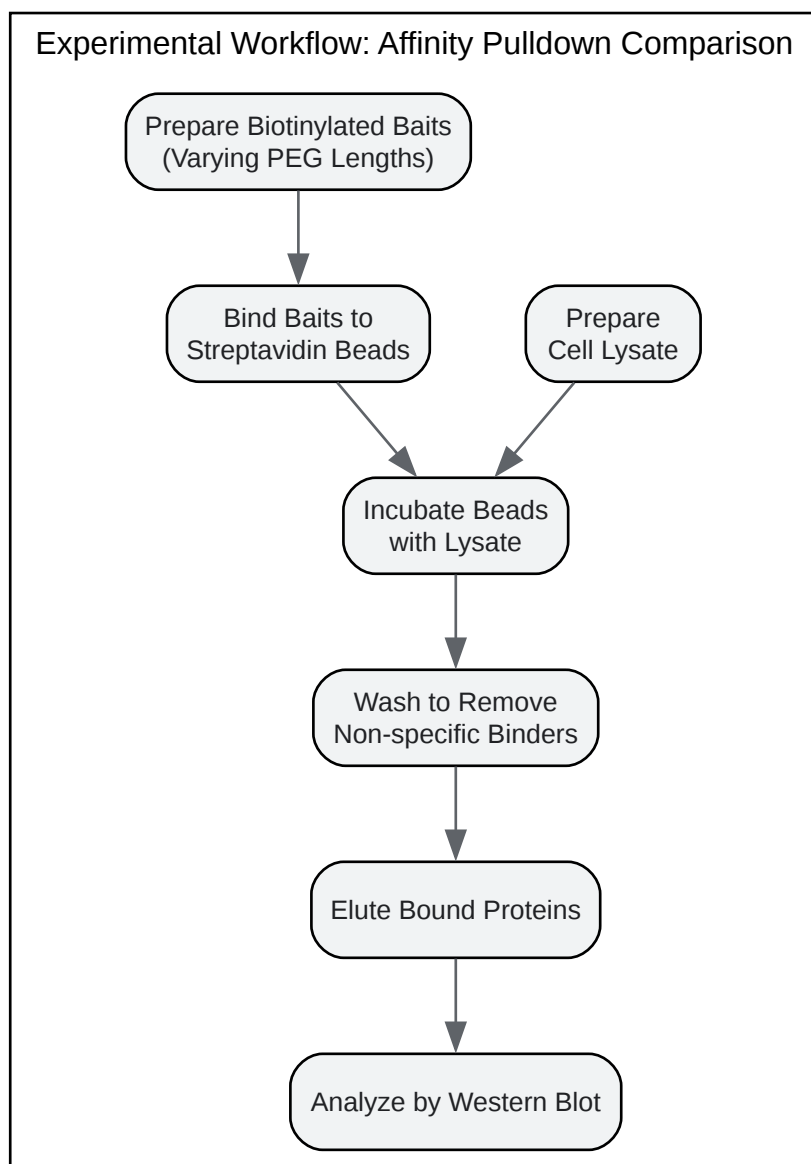 Experimental Workflow: Affinity Pulldown Comparison
Prepare Biotinylated Baits
(Varying PEG Lengths)
Bind Baits to
Streptavidin Beads
Prepare
Cell Lysate
Incubate Beads
with Lysate
Wash to Remove
Non-specific Binders
Elute Bound Proteins
Analyze by Western Blot